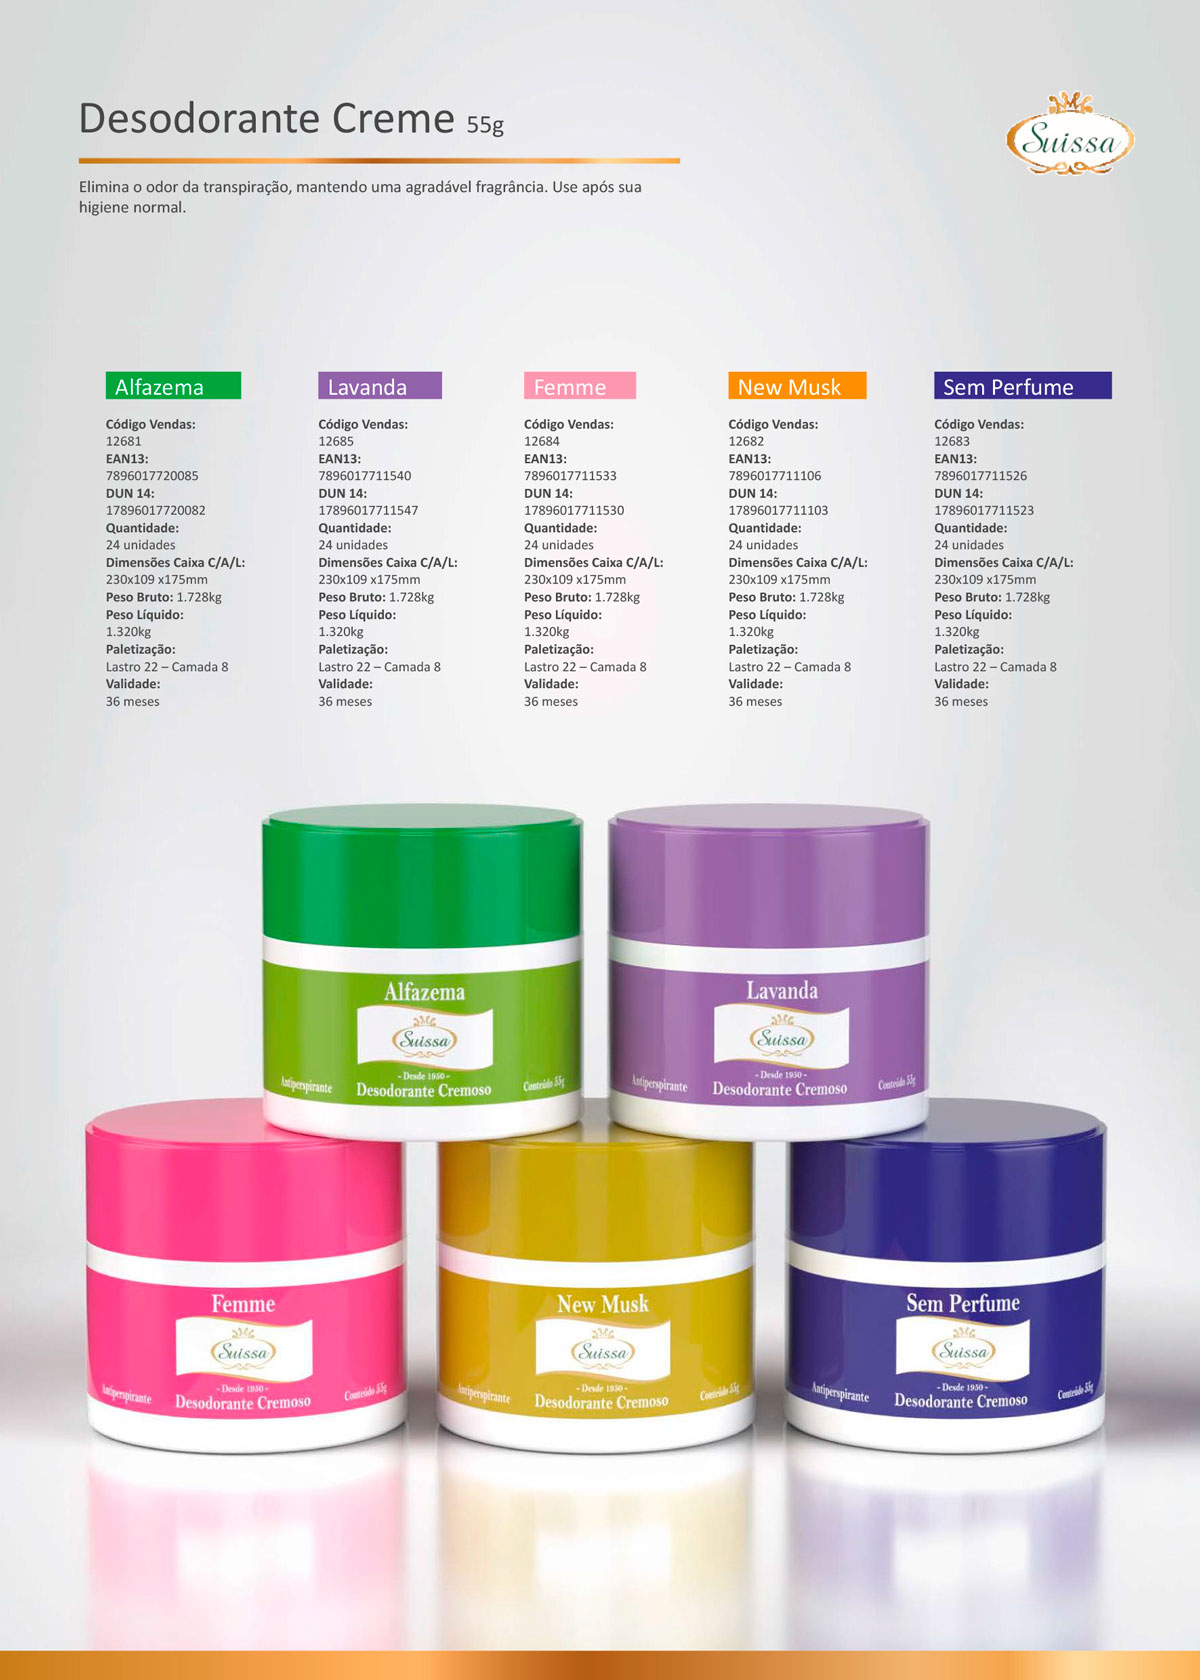 Desodorante Creme 55g
Suissa
Elimina o odor da transpiração, mantendo uma agradável fragrância. Use após sua
higiene normal.
Alfazema
Código Vendas:
12681
EAN13:
7896017720085
DUN 14:
17896017720082
Quantidade:
24 unidades
Dimensões Caixa C/A/L:
230x109 x175mm
Peso Bruto: 1.728kg
Peso Líquido:
1.320kg
Paletização:
Lastro 22 – Camada 8
Validade:
36 meses
Lavanda
Código Vendas:
12685
EAN13:
7896017711540
DUN 14:
17896017711547
Quantidade:
24 unidades
Dimensões Caixa C/A/L:
230x109 x175mm
Peso Bruto: 1.728kg
Peso Líquido:
1.320kg
Paletização:
Lastro 22 – Camada 8
Validade:
36 meses
Femme
Código Vendas:
12684
EAN13:
7896017711533
DUN 14:
17896017711530
Quantidade:
24 unidades
Dimensões Caixa C/A/L:
230x109 x175mm
Peso Bruto: 1.728kg
Peso Líquido:
1.320kg
Paletização:
Lastro 22 – Camada 8
Validade:
36 meses
New Musk
Código Vendas:
12682
EAN13:
7896017711106
DUN 14:
17896017711103
Quantidade:
24 unidades
Dimensões Caixa C/A/L:
230x109 x175mm
Peso Bruto: 1.728kg
Peso Líquido:
1.320kg
Paletização:
Lastro 22 – Camada 8
Validade:
36 meses
Sem Perfume
Código Vendas:
12683
EAN13:
7896017711526
DUN 14:
17896017711523
Quantidade:
24 unidades
Dimensões Caixa C/A/L:
230x109 x175mm
Peso Bruto: 1.728kg
Peso Líquido:
1.320kg
Paletização:
Lastro 22 – Camada 8
Validade:
36 meses
Alfazema
Suissa
- Desde 1950 -
Antiperspirante Desodorante Cremoso Conteúdo 55g
Lavanda
Suissa
- Desde 1950 -
Antiperspirante Desodorante Cremoso Conteúdo 55g
Femme
Suissa
- Desde 1950 -
Antiperspirante Desodorante Cremoso Conteúdo 55g
New Musk
Suissa
- Desde 1950 -
Antiperspirante Desodorante Cremoso Conteúdo 55g
Sem Perfume
Suissa
- Desde 1950 -
Antiperspirante Desodorante Cremoso Conteúdo 55g